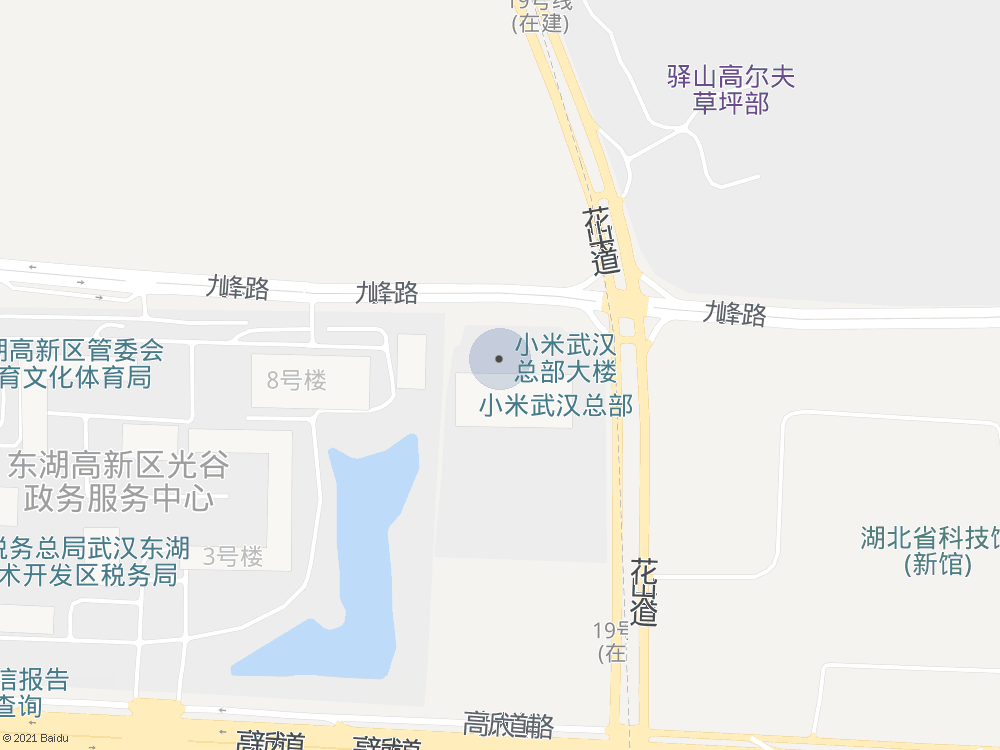 19号线
(在建)
驿山高尔夫
草坪部
花山大道
九峰路
九峰路
九峰路
湖高新区管委会
育文化体育局
8号楼
小米武汉
总部大楼
小米武汉总部
东湖高新区光谷
政务服务中心
税务总局武汉东湖
术开发区税务局
3号楼
湖北省科技馆
(新馆)
花山大道
19号
(在
信报告
查询
© 2021 Baidu